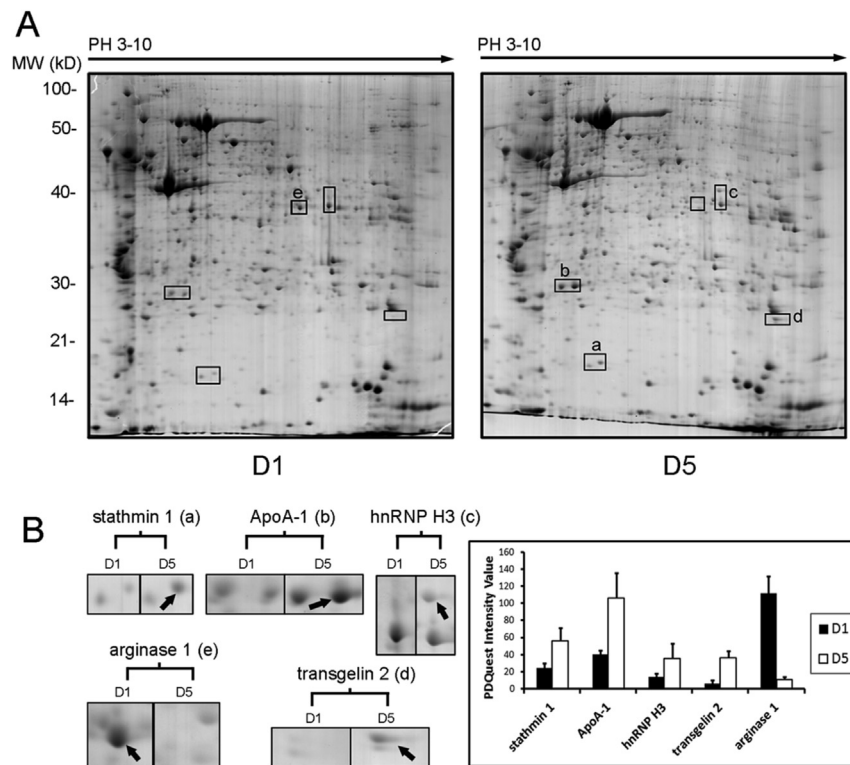 A
PH 3-10
PH 3-10
MW (kD)
100-
50-
40-
30-
21-
14-
e
c
b
d
a
D1
D5
B
stathmin 1 (a)
ApoA-1 (b)
hnRNP H3 (c)
D1 D5
D1 D5
D1 D5
arginase 1 (e)
transgelin 2 (d)
D1 D5
D1 D5
PDQuest Intensity Value
160
140
120
100
80
60
40
20
0
stathmin 1
ApoA-1
hnRNP H3
transgelin 2
arginase 1
D1
D5